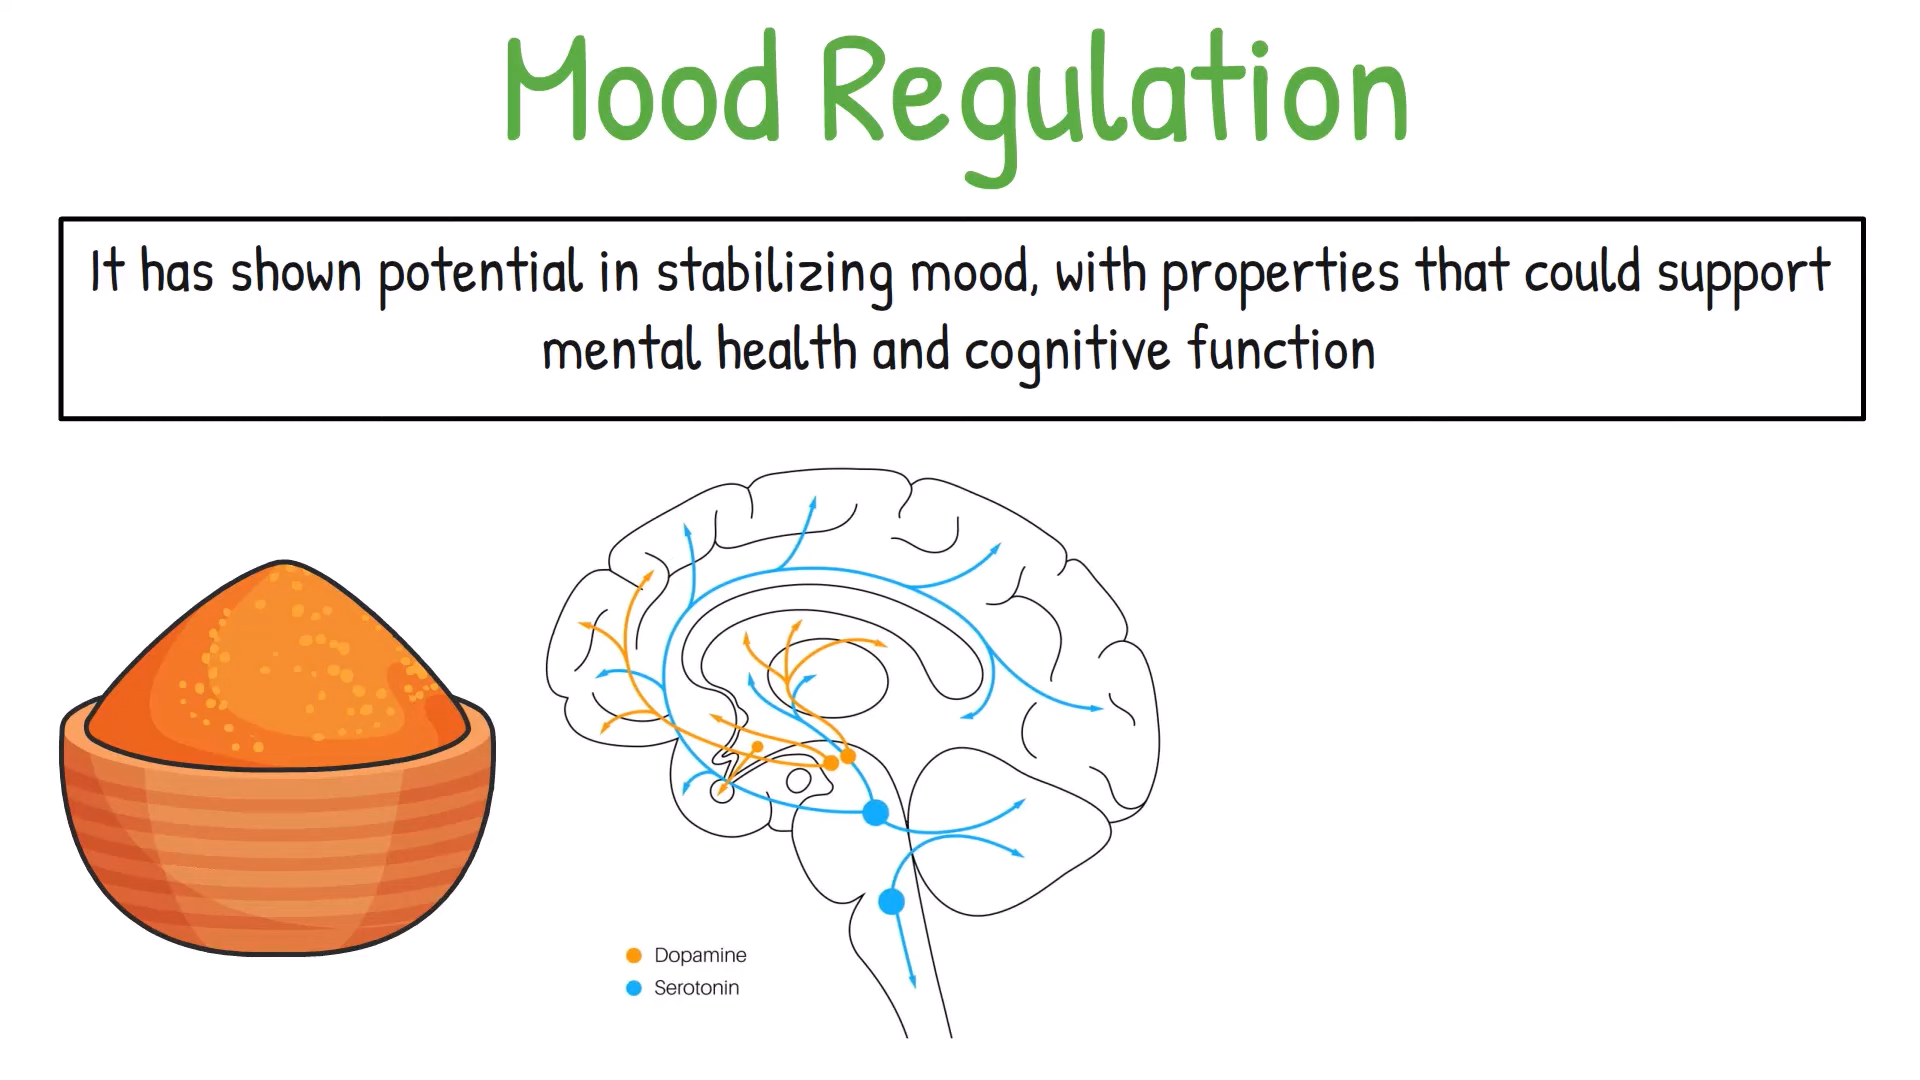 Mood Regulation
It has shown potential in stabilizing mood, with properties that could support
mental health and cognitive function
Dopamine
Serotonin